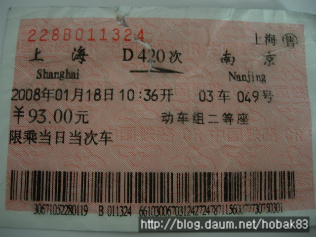 228B011324 上海(售)
上海 D420次 南京
Shanghai Nanjing
2008年01月18日10:36开 03车 049号
¥93.00元 动车组二等座
限乘当日当次车
B 011324
http://blog.daum.net/hobak83